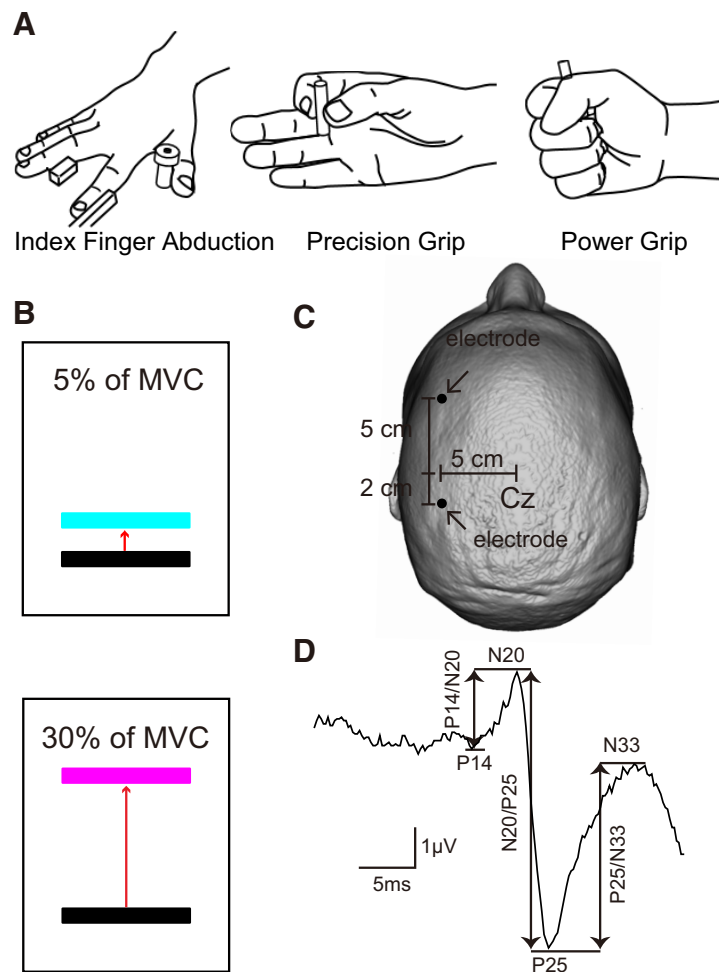 A
Index Finger Abduction
Precision Grip
Power Grip
B
5% of MVC
30% of MVC
C
electrode
5 cm
5 cm
2 cm
Cz
electrode
D
P14/N20
N20
P14
N20/P25
N33
P25/N33
1μV
5ms
P25